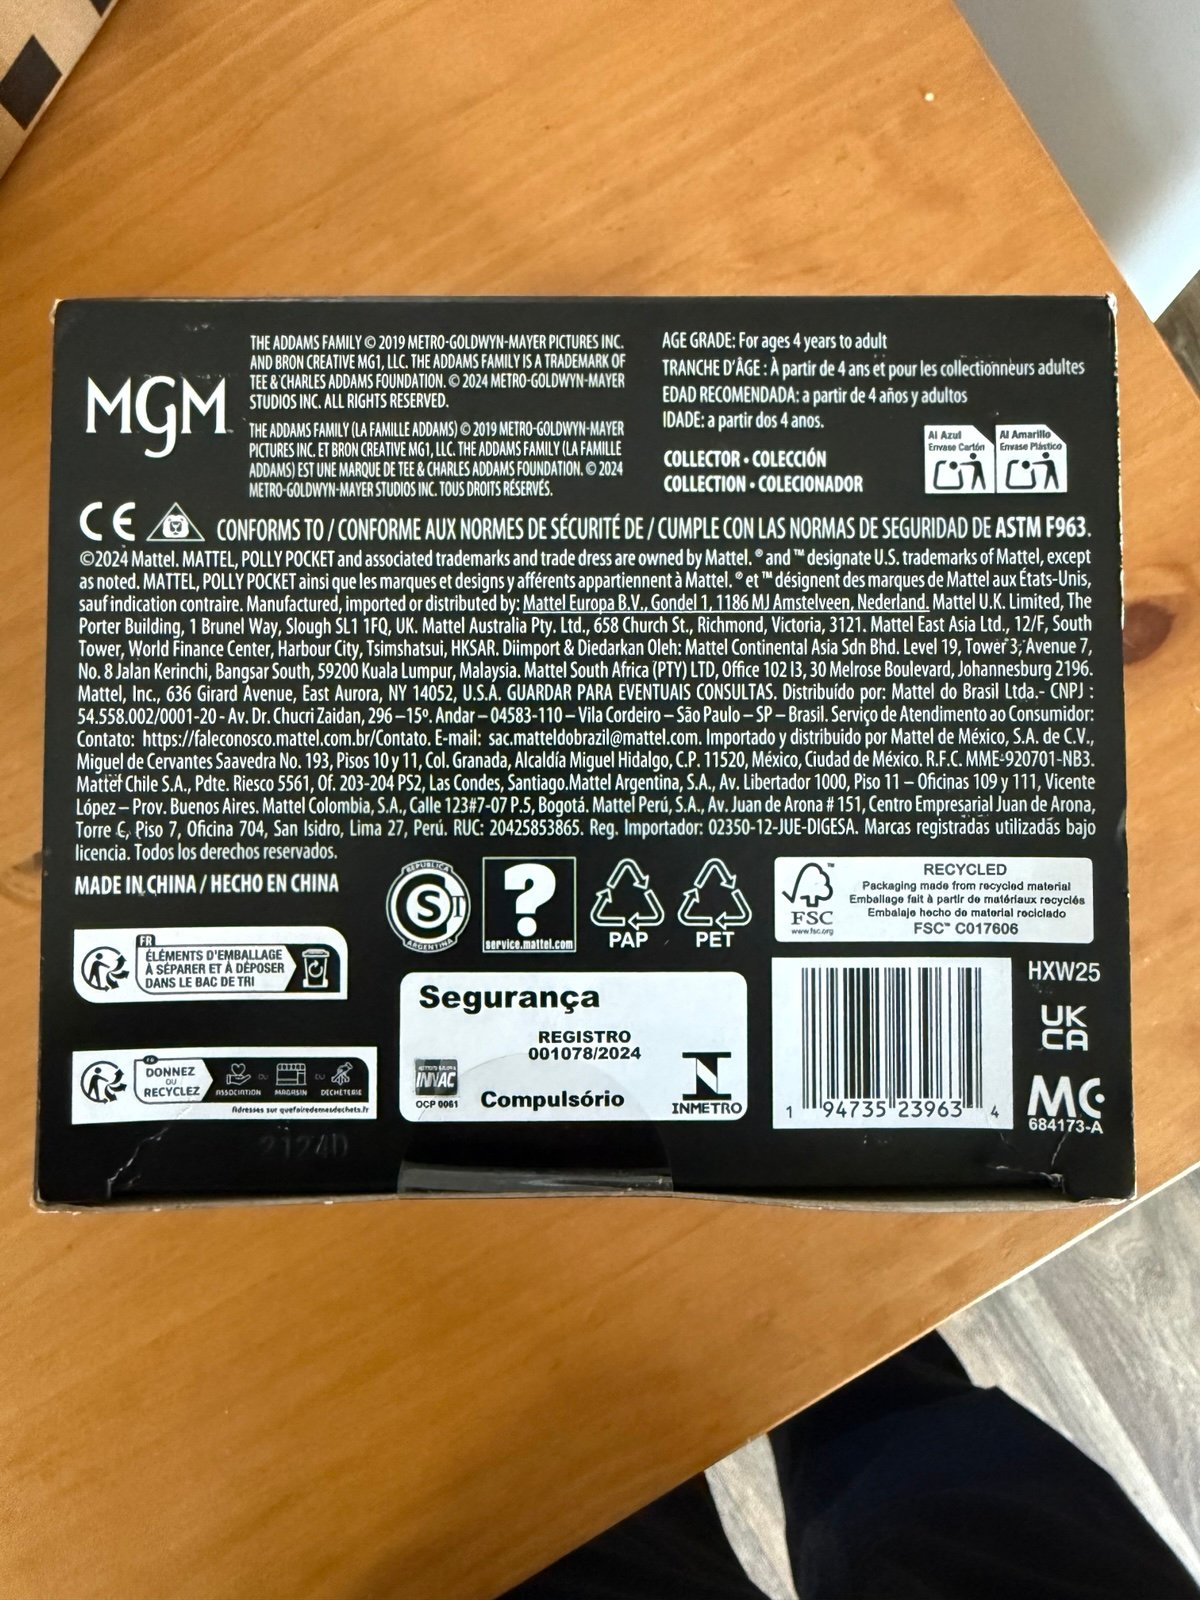 MGM
THE ADDAMS FAMILY © 2019 METRO-GOLDWYN-MAYER PICTURES INC.
AND BRON CREATIVE MG1, LLC. THE ADDAMS FAMILY IS A TRADEMARK OF
TEE & CHARLES ADDAMS FOUNDATION. © 2024 METRO-GOLDWYN-MAYER
STUDIOS INC. ALL RIGHTS RESERVED.
THE ADDAMS FAMILY (LA FAMILLE ADDAMS) © 2019 METRO-GOLDWYN-MAYER
PICTURES INC. ET BRON CREATIVE MG1, LLC. THE ADDAMS FAMILY (LA FAMILLE
ADDAMS) EST UNE MARQUE DE TEE & CHARLES ADDAMS FOUNDATION. © 2024
METRO-GOLDWYN-MAYER STUDIOS INC. TOUS DROITS RÉSERVÉS.
AGE GRADE: For ages 4 years to adult
TRANCHE D'ÂGE : À partir de 4 ans et pour les collectionneurs adultes
EDAD RECOMENDADA: a partir de 4 años y adultos
IDADE: a partir dos 4 anos.
COLLECTOR • COLECCIÓN
COLLECTION • COLECIONADOR
Al Azul
Envase Cartón
Al Amarillo
Envase Plástico
CE CONFORMS TO / CONFORME AUX NORMES DE SÉCURITÉ DE / CUMPLE CON LAS NORMAS DE SEGURIDAD DE ASTM F963.
©2024 Mattel. MATTEL, POLLY POCKET and associated trademarks and trade dress are owned by Mattel. ® and ™ designate U.S. trademarks of Mattel, except
as noted. MATTEL, POLLY POCKET ainsi que les marques et designs y afférents appartiennent à Mattel. ® et ™ désignent des marques de Mattel aux États-Unis,
sauf indication contraire. Manufactured, imported or distributed by: Mattel Europa B.V., Gondel 1, 1186 MJ Amstelveen, Nederland. Mattel U.K. Limited, The
Porter Building, 1 Brunel Way, Slough SL1 1FQ, UK. Mattel Australia Pty. Ltd., 658 Church St., Richmond, Victoria, 3121. Mattel East Asia Ltd., 12/F, South
Tower, World Finance Center, Harbour City, Tsimshatsui, HKSAR. Diimport & Diedarkan Oleh: Mattel Continental Asia Sdn Bhd. Level 19, Tower 3, Avenue 7,
No. 8 Jalan Kerinchi, Bangsar South, 59200 Kuala Lumpur, Malaysia. Mattel South Africa (PTY) LTD, Office 102 I3, 30 Melrose Boulevard, Johannesburg 2196.
Mattel, Inc., 636 Girard Avenue, East Aurora, NY 14052, U.S.A. GUARDAR PARA EVENTUAIS CONSULTAS. Distribuído por: Mattel do Brasil Ltda.- CNPJ :
54.558.002/0001-20 - Av. Dr. Chucri Zaidan, 296 – 15º. Andar – 04583-110 – Vila Cordeiro – São Paulo – SP – Brasil. Serviço de Atendimento ao Consumidor:
Contato: https://faleconosco.mattel.com.br/Contato. E-mail: sac.matteldobrazil@mattel.com. Importado y distribuido por Mattel de México, S.A. de C.V.,
Miguel de Cervantes Saavedra No. 193, Pisos 10 y 11, Col. Granada, Alcaldía Miguel Hidalgo, C.P. 11520, México, Ciudad de México. R.F.C. MME-920701-NB3.
Mattel Chile S.A., Pdte. Riesco 5561, Of. 203-204 PS2, Las Condes, Santiago. Mattel Argentina, S.A., Av. Libertador 1000, Piso 11 – Oficinas 109 y 111, Vicente
López – Prov. Buenos Aires. Mattel Colombia, S.A., Calle 123#7-07 P.5, Bogotá. Mattel Perú, S.A., Av. Juan de Arona # 151, Centro Empresarial Juan de Arona,
Torre C, Piso 7, Oficina 704, San Isidro, Lima 27, Perú. RUC: 20425853865. Reg. Importador: 02350-12-JUE-DIGESA. Marcas registradas utilizadas bajo
licencia. Todos los derechos reservados.
MADE IN CHINA / HECHO EN CHINA
REPUBLICA
S
ARGENTINA
?
service.mattel.com
PAP
PET
FSC
www.fsc.org
RECYCLED
Packaging made from recycled material
Emballage fait à partir de matériaux recyclés
Embalaje hecho de material reciclado
FSC™ C017606
FR
ÉLÉMENTS D'EMBALLAGE
À SÉPARER ET À DÉPOSER
DANS LE BAC DE TRI
DONNEZ
OU
RECYCLEZ
ASSOCIATION OU MAGASIN OU DÉCHÈTERIE
Adresses sur quefairedemesdechets.fr
2124D
Segurança
REGISTRO
001078/2024
INNAC
OCP 0061
Compulsório
INMETRO
1 94735 23963 4
HXW25
UK
CA
MC
684173-A